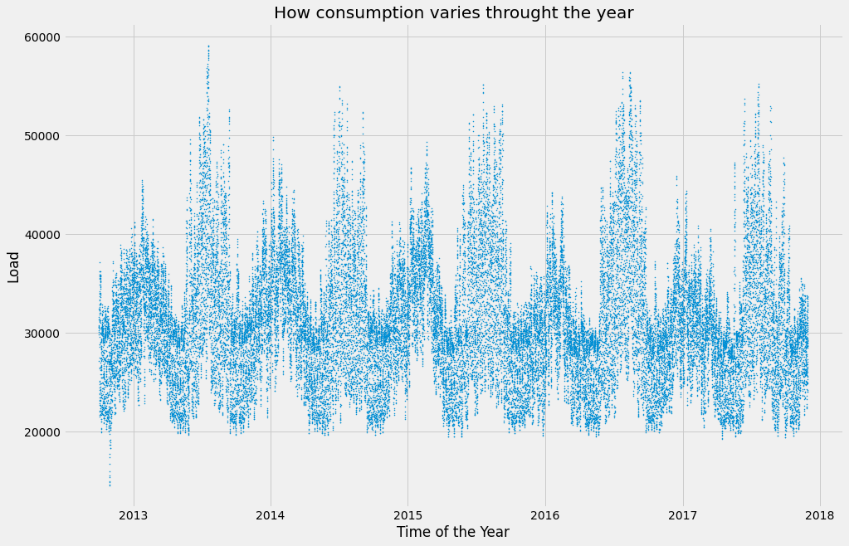 How consumption varies throught the year
60000
50000
40000
30000
20000
Load
2013 2014 2015 2016 2017 2018
Time of the Year